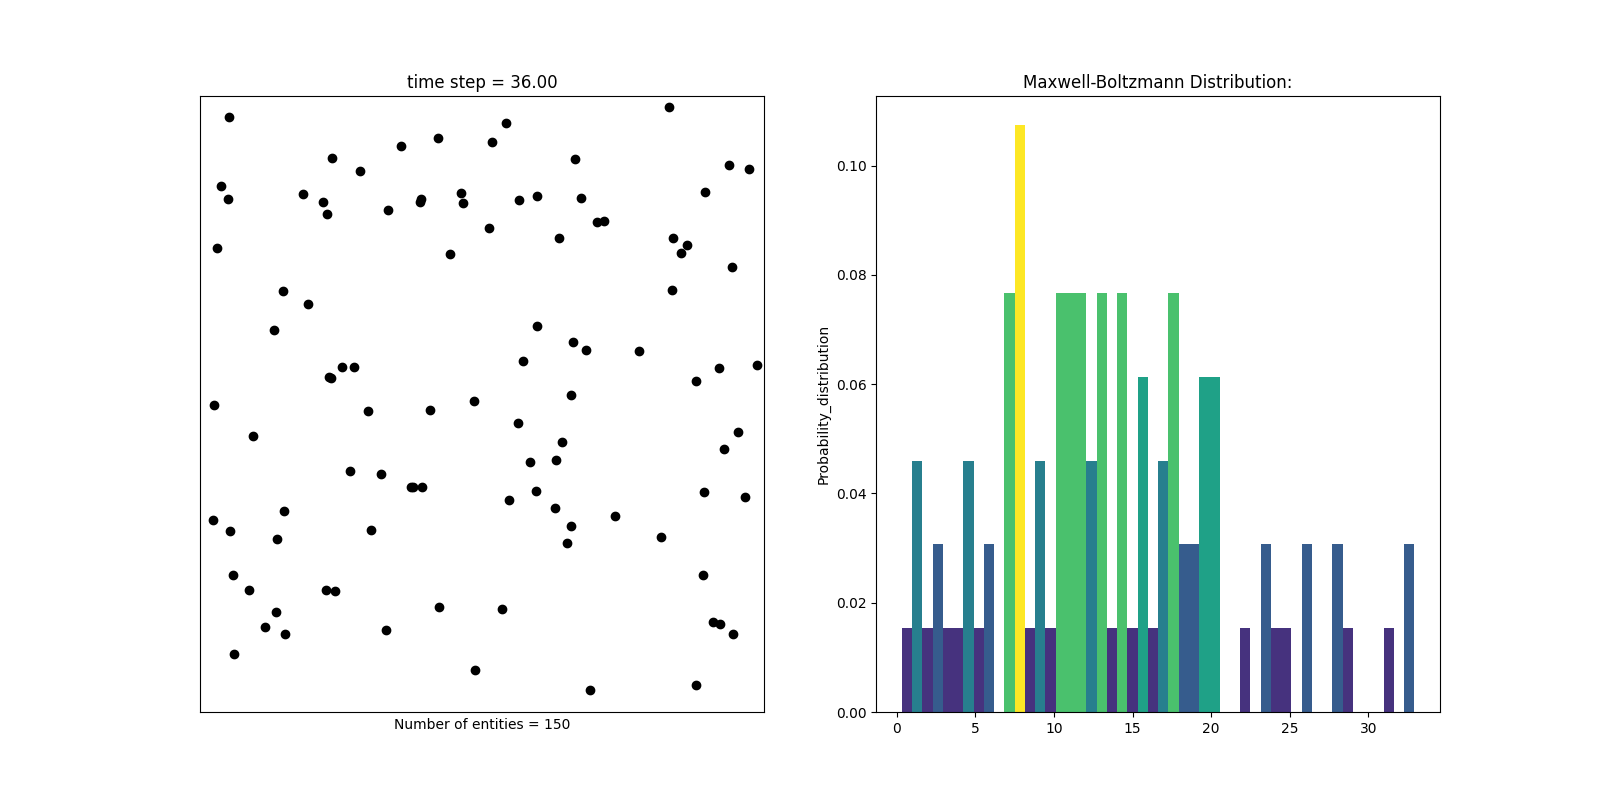 time step = 36.00
Number of entities = 150
Maxwell-Boltzmann Distribution:
Probability_distribution
0.10
0.08
0.06
0.04
0.02
0.00
0 5 10 15 20 25 30